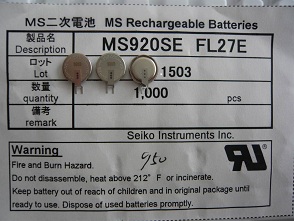 MS二次電池 MS Rechargeable Batteries
製品名 Description MS920SE FL27E
ロット Lot 1503
数量 quantity 1,000 pcs
備考 remark
Seiko Instruments Inc.
Warning
Fire and Burn Hazard.
Do not disassemble, heat above 212°F or incinerate.
Keep battery out of reach of children and in original package
until ready to use. Dispose of used batteries promptly.